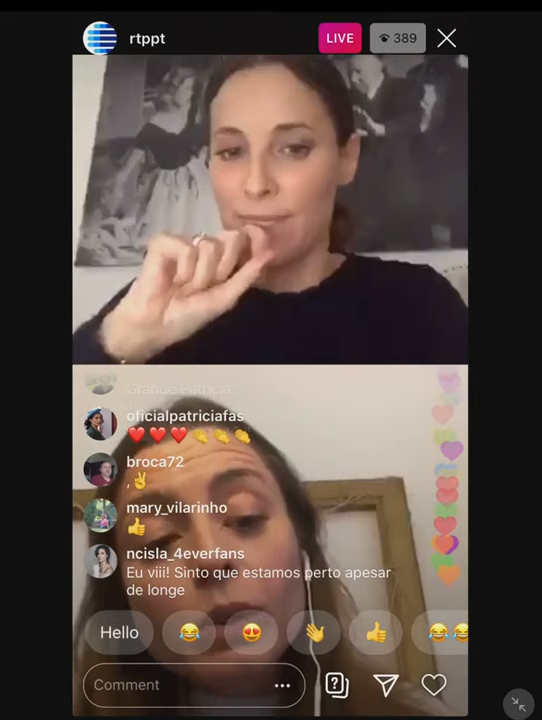 rtppt
LIVE
389
Grande Patricia.
oficialpatriciafas
❤️❤️❤️👏👏👏
broca72
,✌️
mary_vilarinho
👍
ncisla_4everfans
Eu viii! Sinto que estamos perto apesar
de longe
Hello
Comment